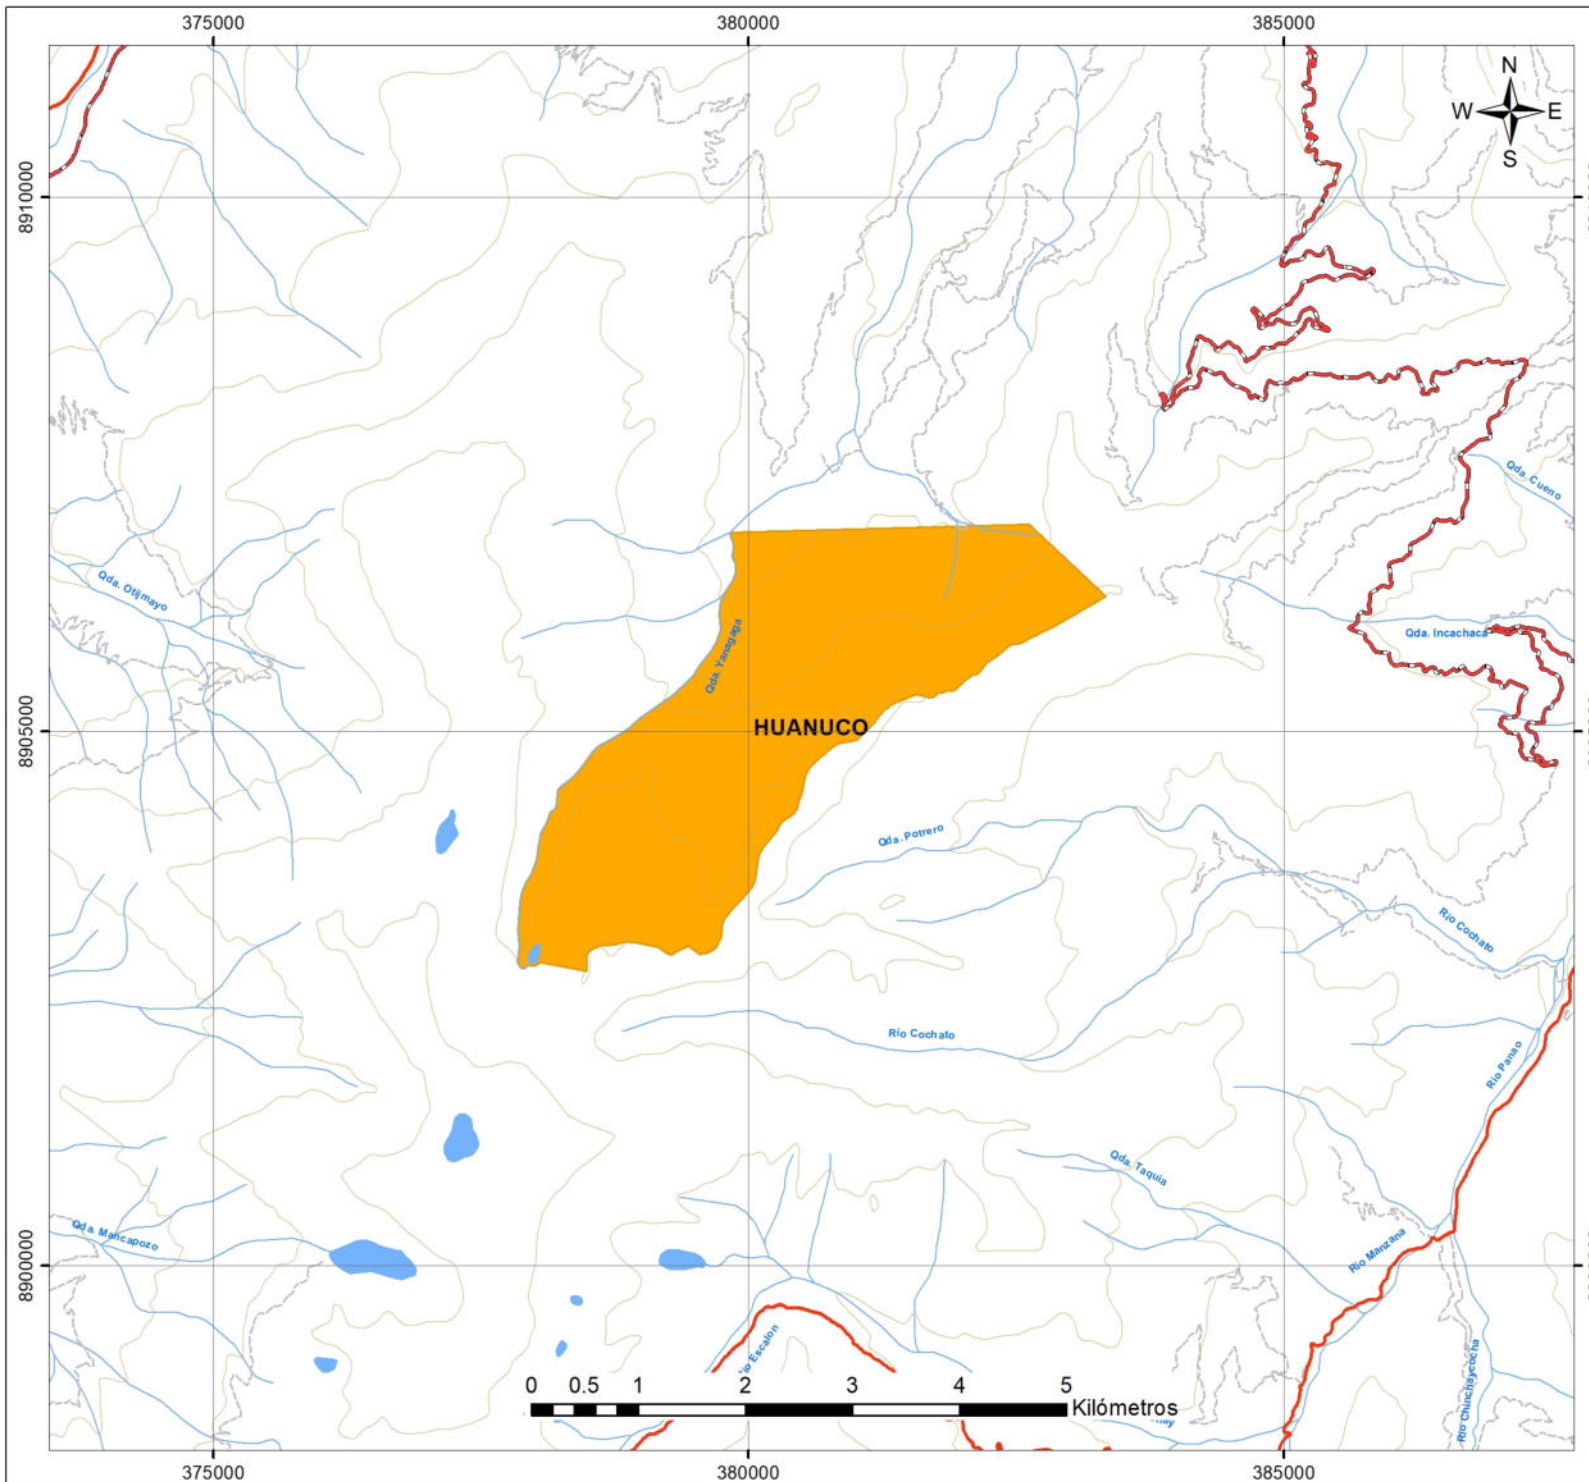 375000
380000
385000
N
W E
S
8910000
Qda. Cueno
Qda. Otijmayo
Qda. Incachaca
Qda. Yanagaga
8905000
HUANUCO
Qda. Potrero
Río Cochato
Río Cochato
Río Panao
Qda. Taquia
Qda. Mancapozo
Río Manzana
8900000
Río Chinchaycocha
0 0.5 1 2 3 4 5
Kilómetros
375000
380000
385000